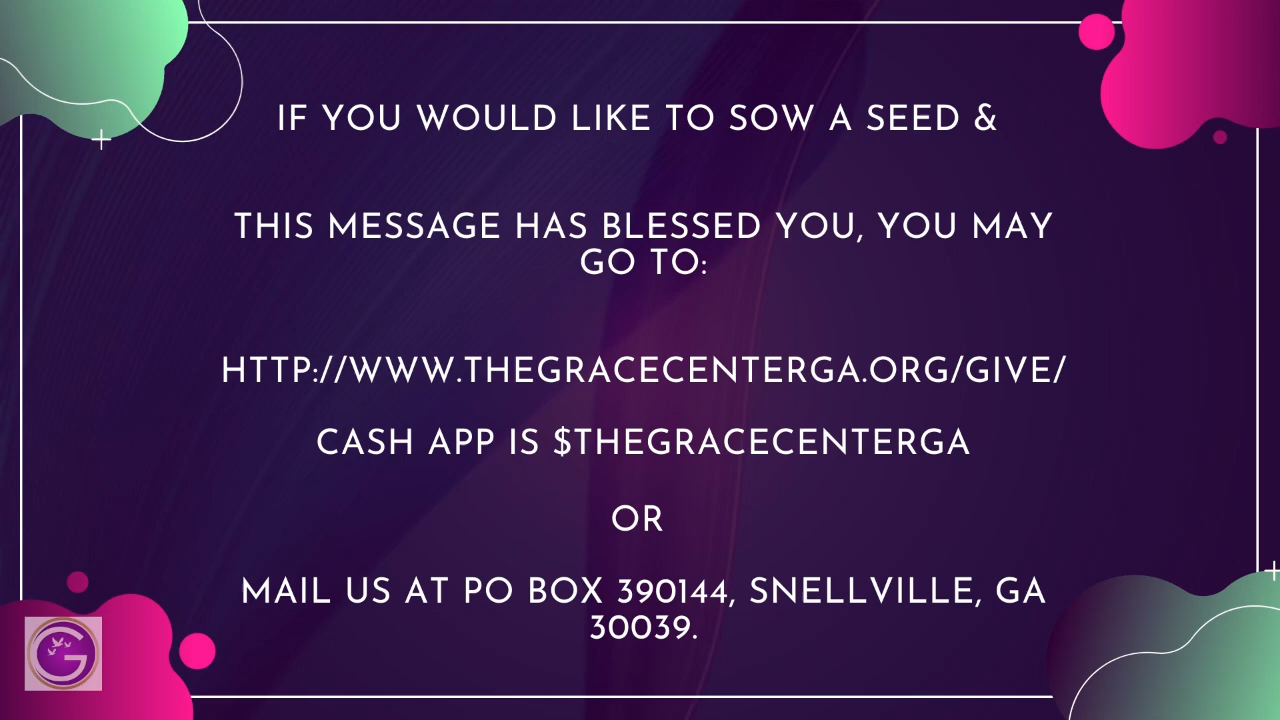 IF YOU WOULD LIKE TO SOW A SEED &
THIS MESSAGE HAS BLESSED YOU, YOU MAY
GO TO:
HTTP://WWW.THEGRACECENTERGA.ORG/GIVE/
CASH APP IS $THEGRACECENTERGA
OR
MAIL US AT PO BOX 390144, SNELLVILLE, GA
30039.
G